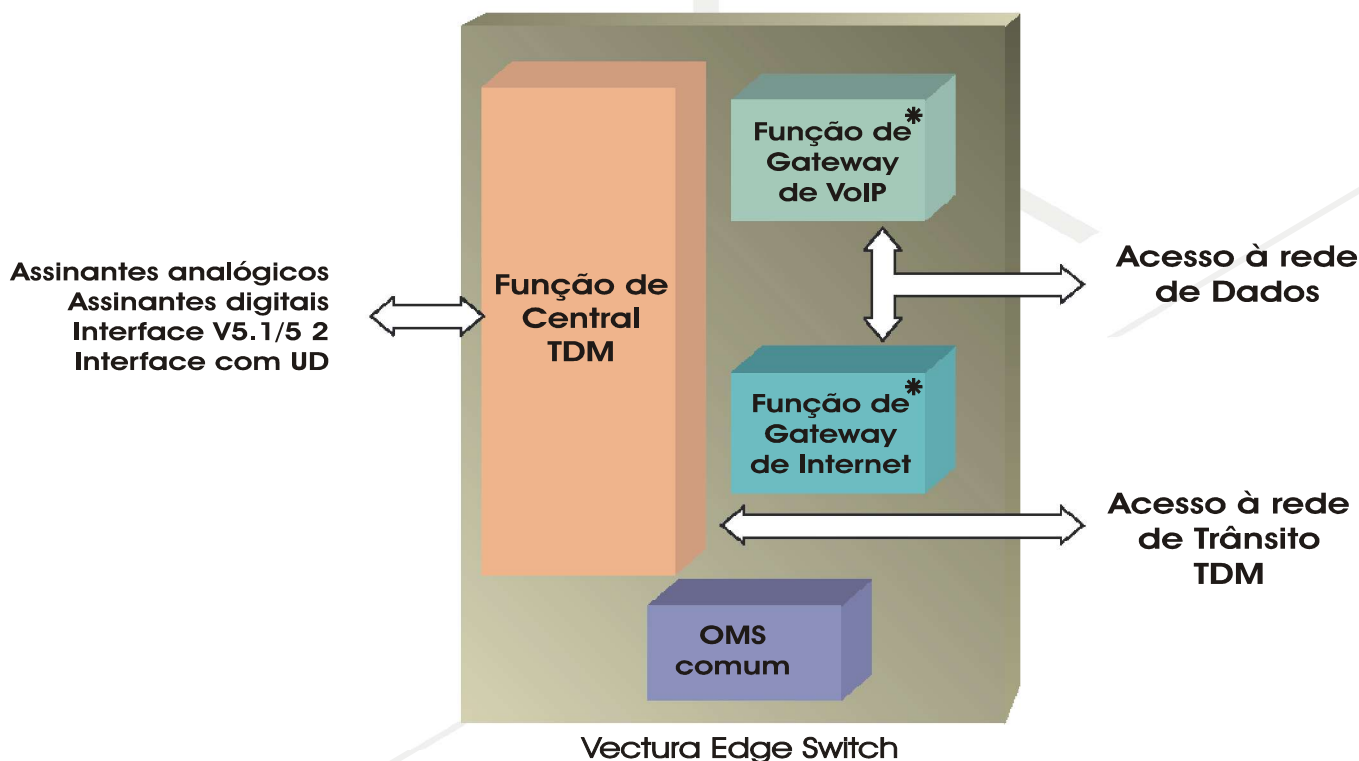 Função de*
Gateway
de VoIP
Assinantes analógicos
Assinantes digitais
Interface V5.1/5 2
Interface com UD
Função de
Central
TDM
Acesso à rede
de Dados
Função de*
Gateway
de Internet
Acesso à rede
de Trânsito
TDM
OMS
comum
Vectura Edge Switch